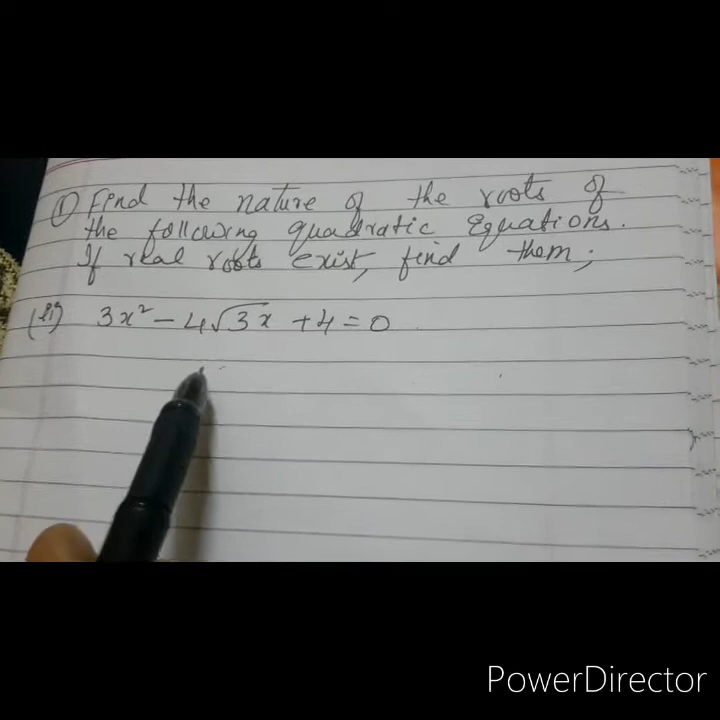 ① Find the nature of the roots of
the following quadratic Equations.
If real roots exist, find them;
(ii) 3x² – 4√3x + 4 = 0
PowerDirector